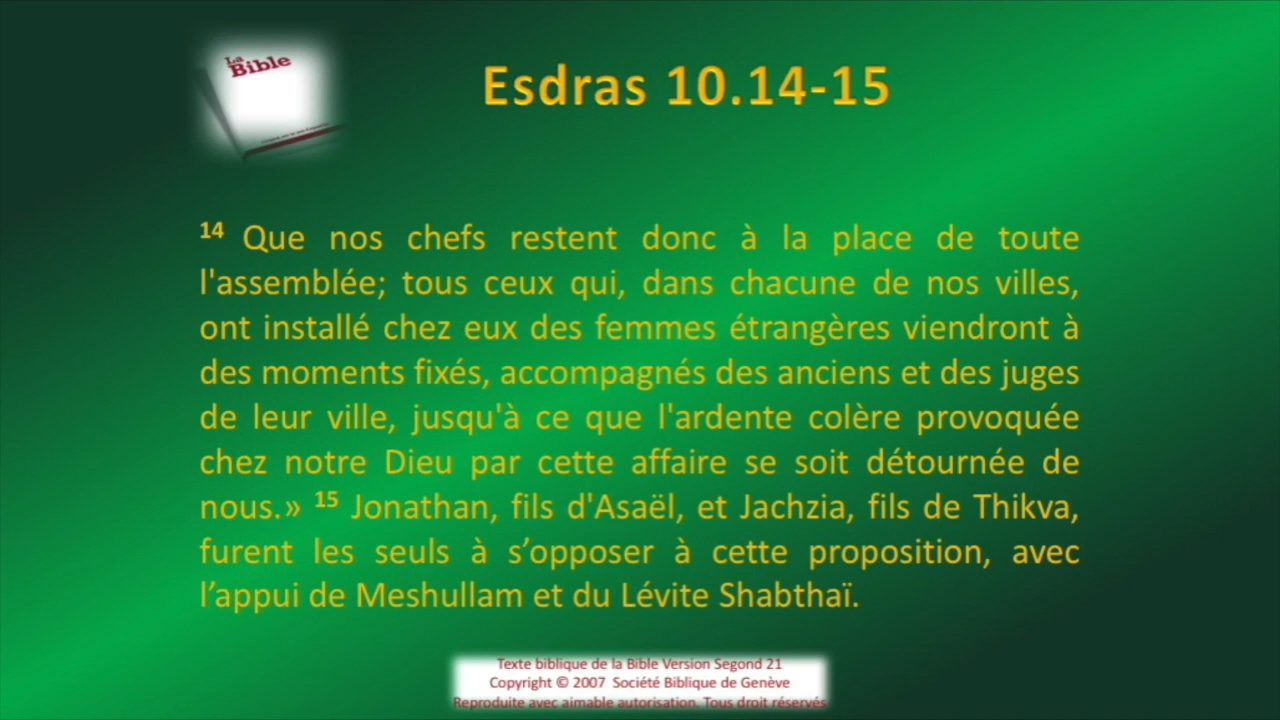 La
Bible
Esdras 10.14-15
14 Que nos chefs restent donc à la place de toute
l'assemblée; tous ceux qui, dans chacune de nos villes,
ont installé chez eux des femmes étrangères viendront à
des moments fixés, accompagnés des anciens et des juges
de leur ville, jusqu'à ce que l'ardente colère provoquée
chez notre Dieu par cette affaire se soit détournée de
nous.» 15 Jonathan, fils d'Asaël, et Jachzia, fils de Thikva,
furent les seuls à s’opposer à cette proposition, avec
l’appui de Meshullam et du Lévite Shabthaï.
Texte biblique de la Bible Version Segond 21
Copyright © 2007 Société Biblique de Genève
Reproduite avec aimable autorisation. Tous droit réservés